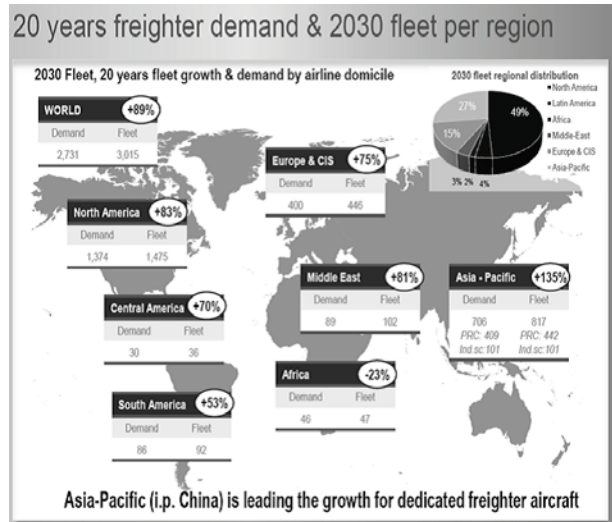 20 years freighter demand & 2030 fleet per region
2030 Fleet, 20 years fleet growth & demand by airline domicile
2030 fleet regional distribution
North America
Latin America
Africa
Middle-East
Europe & CIS
Asia-Pacific
27%
49%
15%
3% 2% 4%
WORLD +89%
Demand Fleet
2,731 3,015
Europe & CIS +75%
Demand Fleet
400 446
North America +83%
Demand Fleet
1,374 1,475
Middle East +81%
Demand Fleet
89 102
Asia - Pacific +135%
Demand Fleet
706 817
PRC: 409 PRC: 442
Ind.sc:101 Ind.sc:101
Central America +70%
Demand Fleet
30 36
Africa -23%
Demand Fleet
46 47
South America +53%
Demand Fleet
86 92
Asia-Pacific (i.p. China) is leading the growth for dedicated freighter aircraft